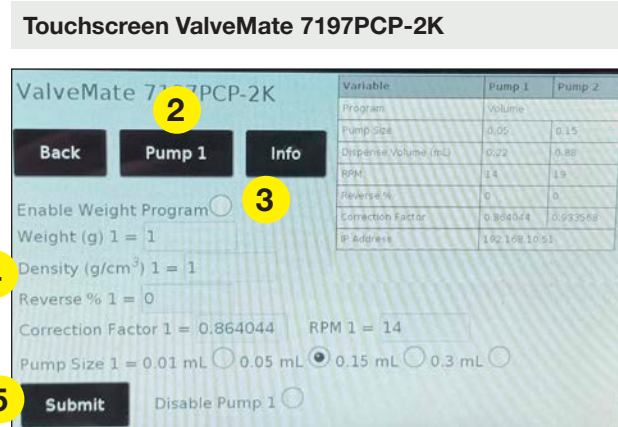 Touchscreen ValveMate 7197PCP-2K
ValveMate 7197PCP-2K
2
Back
Pump 1
Info
3
Enable Weight Program
Weight (g) 1 = 1
Density (g/cm³) 1 = 1
Reverse % 1 = 0
Correction Factor 1 = 0.864044 RPM 1 = 14
Pump Size 1 = 0.01 mL 0.05 mL 0.15 mL 0.3 mL
5
Submit
Disable Pump 1
Variable Pump 1 Pump 2
Program Volume
Pump Size 0.05 0.15
Dispense Volume (mL) 0.22 0.88
RPM 14 19
Reverse % 0 0
Correction Factor 0.864044 0.933568
IP Address 192.168.10.51